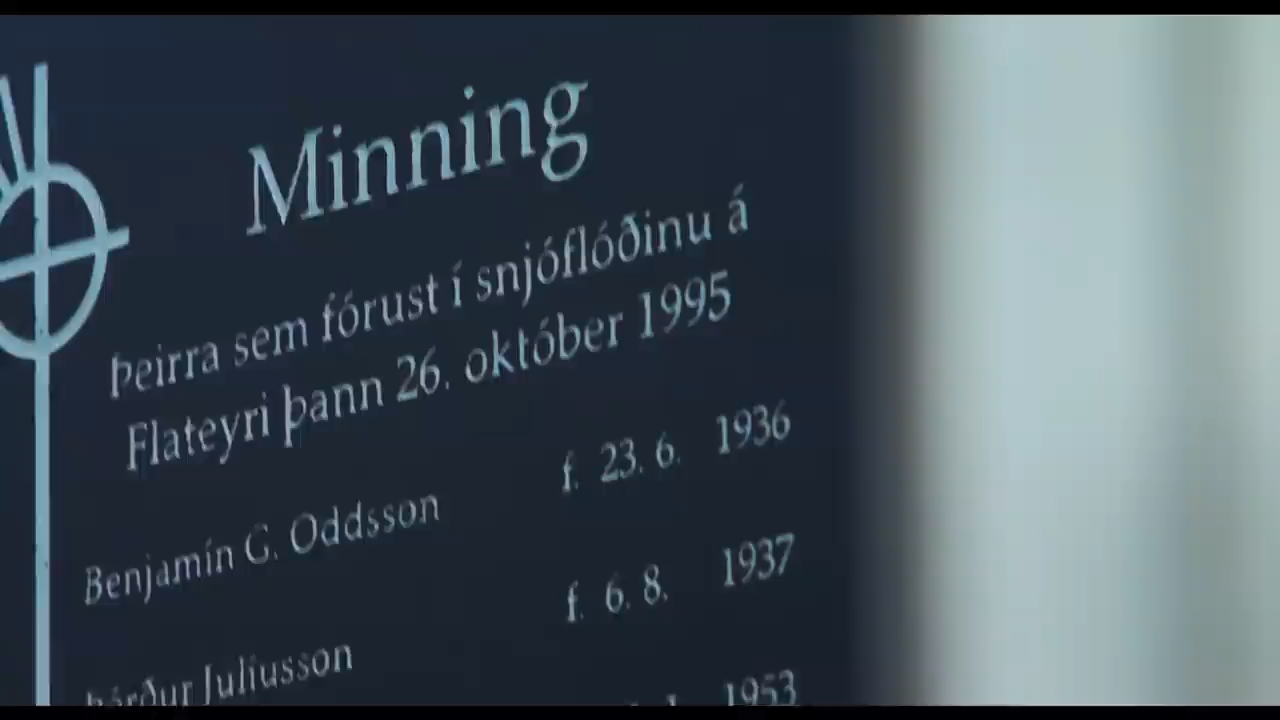 Minning
Þeirra sem fórust í snjóflóðinu á
Flateyri þann 26. október 1995
Benjamín G. Oddsson f. 23. 6. 1936
Júlíusson f. 6. 8. 1937
1953